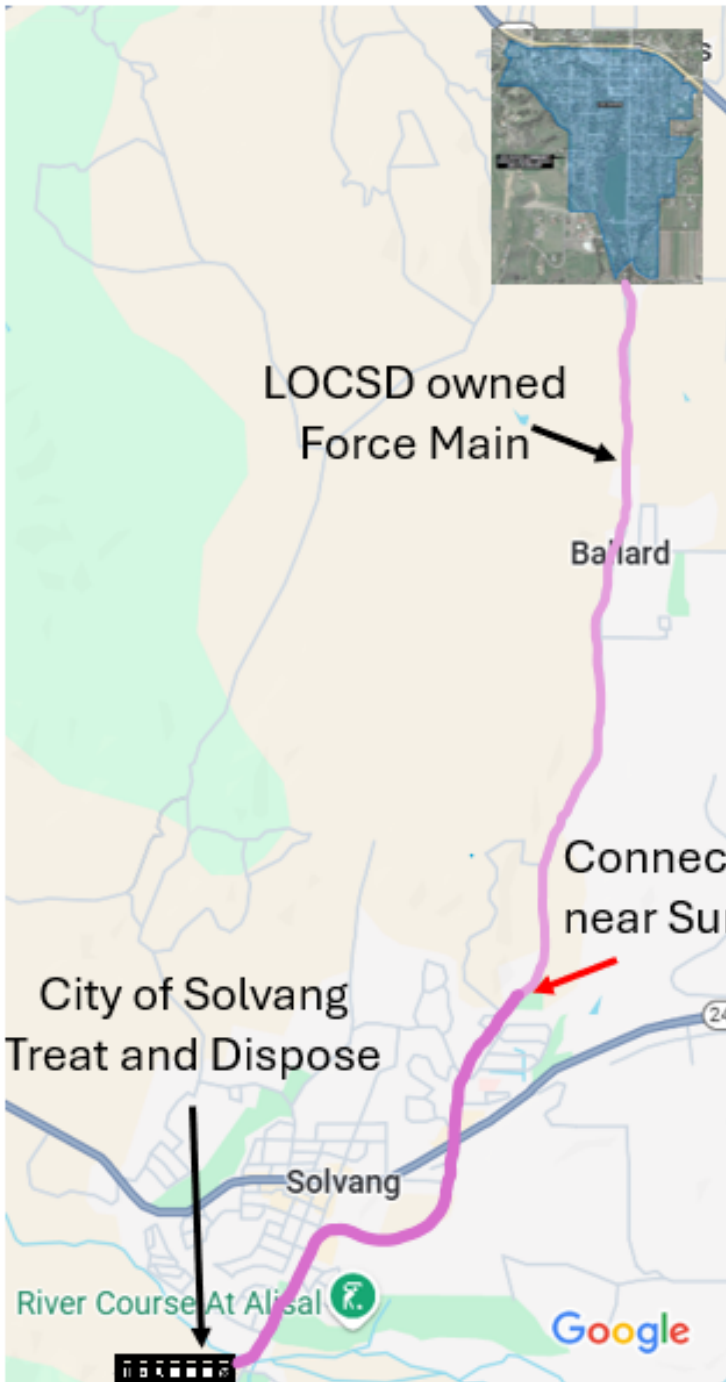 s
LOCSD owned
Force Main
Ballard
Connec
near Su
City of Solvang
Treat and Dispose
24
Solvang
River Course At Alisal
Google